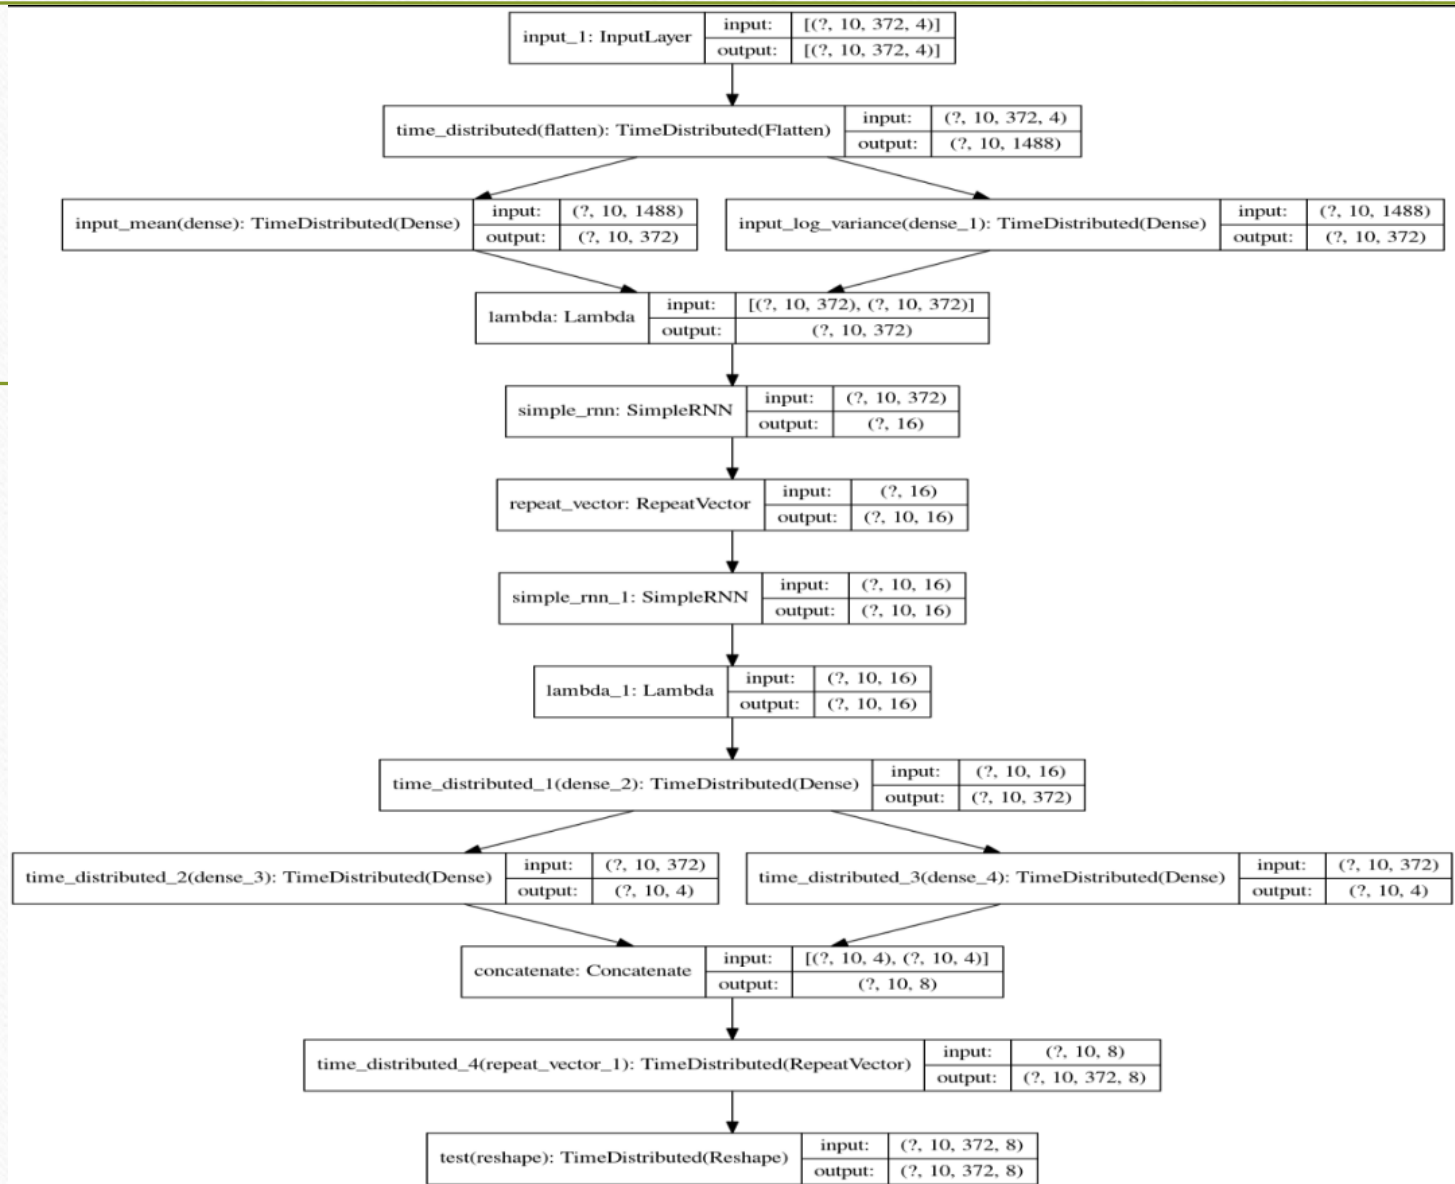 input_1: InputLayer
input: [(?, 10, 372, 4)]
output: [(?, 10, 372, 4)]
time_distributed(flatten): TimeDistributed(Flatten)
input: (?, 10, 372, 4)
output: (?, 10, 1488)
input_mean(dense): TimeDistributed(Dense)
input: (?, 10, 1488)
output: (?, 10, 372)
input_log_variance(dense_1): TimeDistributed(Dense)
input: (?, 10, 1488)
output: (?, 10, 372)
lambda: Lambda
input: [(?, 10, 372), (?, 10, 372)]
output: (?, 10, 372)
simple_rnn: SimpleRNN
input: (?, 10, 372)
output: (?, 16)
repeat_vector: RepeatVector
input: (?, 16)
output: (?, 10, 16)
simple_rnn_1: SimpleRNN
input: (?, 10, 16)
output: (?, 10, 16)
lambda_1: Lambda
input: (?, 10, 16)
output: (?, 10, 16)
time_distributed_1(dense_2): TimeDistributed(Dense)
input: (?, 10, 16)
output: (?, 10, 372)
time_distributed_2(dense_3): TimeDistributed(Dense)
input: (?, 10, 372)
output: (?, 10, 4)
time_distributed_3(dense_4): TimeDistributed(Dense)
input: (?, 10, 372)
output: (?, 10, 4)
concatenate: Concatenate
input: [(?, 10, 4), (?, 10, 4)]
output: (?, 10, 8)
time_distributed_4(repeat_vector_1): TimeDistributed(RepeatVector)
input: (?, 10, 8)
output: (?, 10, 372, 8)
test(reshape): TimeDistributed(Reshape)
input: (?, 10, 372, 8)
output: (?, 10, 372, 8)